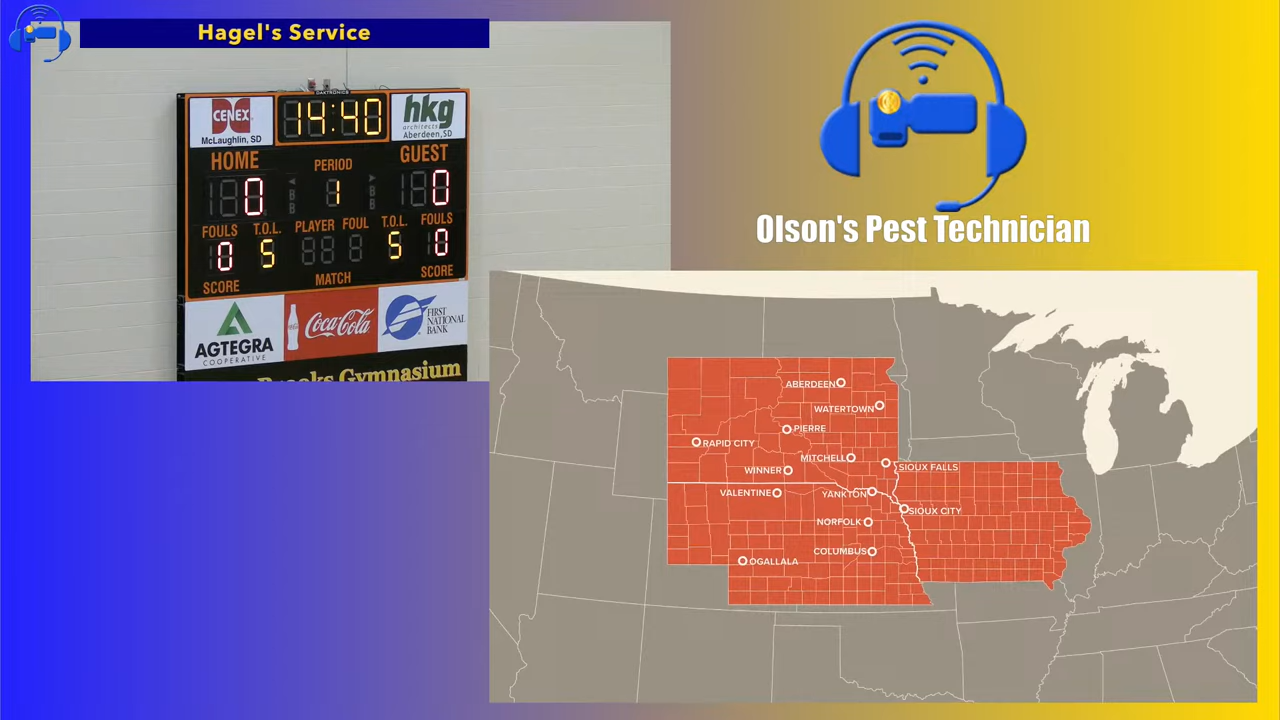 Hagel's Service
DAKTRONICS
CENEX
McLaughlin, SD
14:40
hkg
architects
Aberdeen, SD
HOME
PERIOD
GUEST
0
1
0
FOULS
T.O.L.
PLAYER
FOUL
T.O.L.
FOULS
0
5
5
0
SCORE
MATCH
SCORE
AGTEGRA
COOPERATIVE
Coca-Cola
FIRST
NATIONAL
BANK
Brooks Gymnasium
Olson's Pest Technician
ABERDEEN
WATERTOWN
PIERRE
RAPID CITY
MITCHELL
SIOUX FALLS
WINNER
VALENTINE
YANKTON
SIOUX CITY
NORFOLK
COLUMBUS
OGALLALA